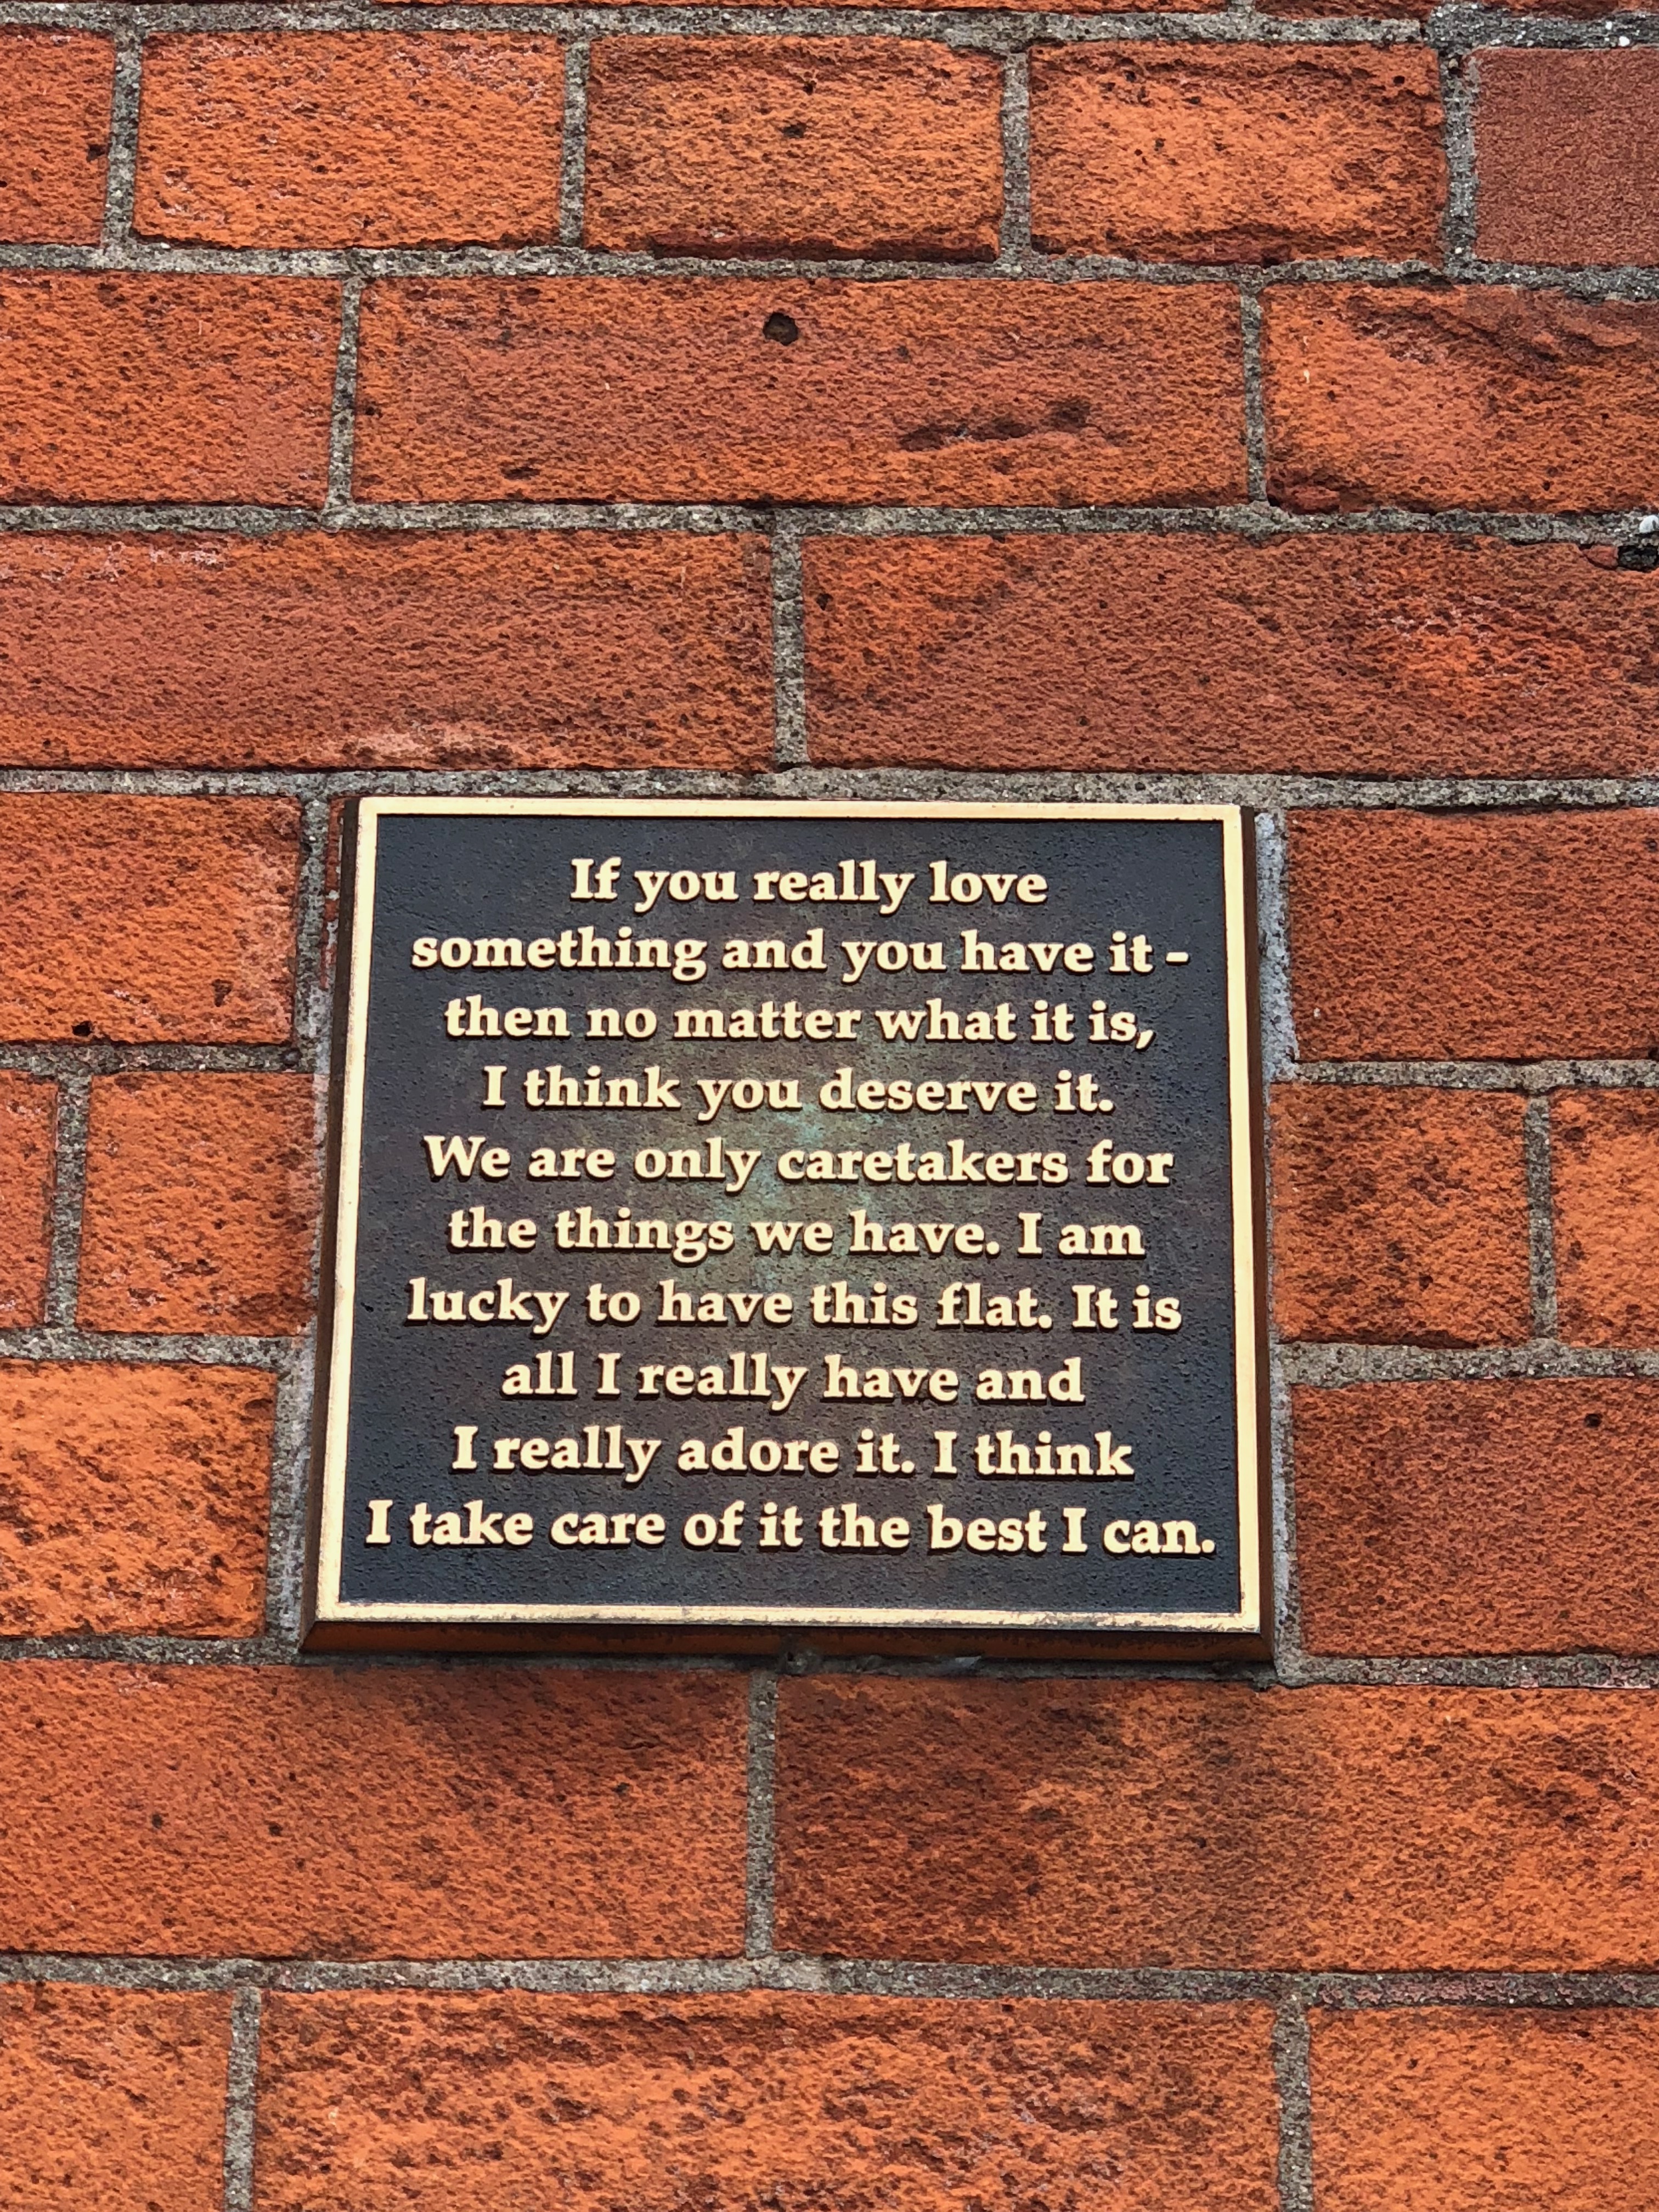 If you really love
something and you have it -
then no matter what it is,
I think you deserve it.
We are only caretakers for
the things we have. I am
lucky to have this flat. It is
all I really have and
I really adore it. I think
I take care of it the best I can.